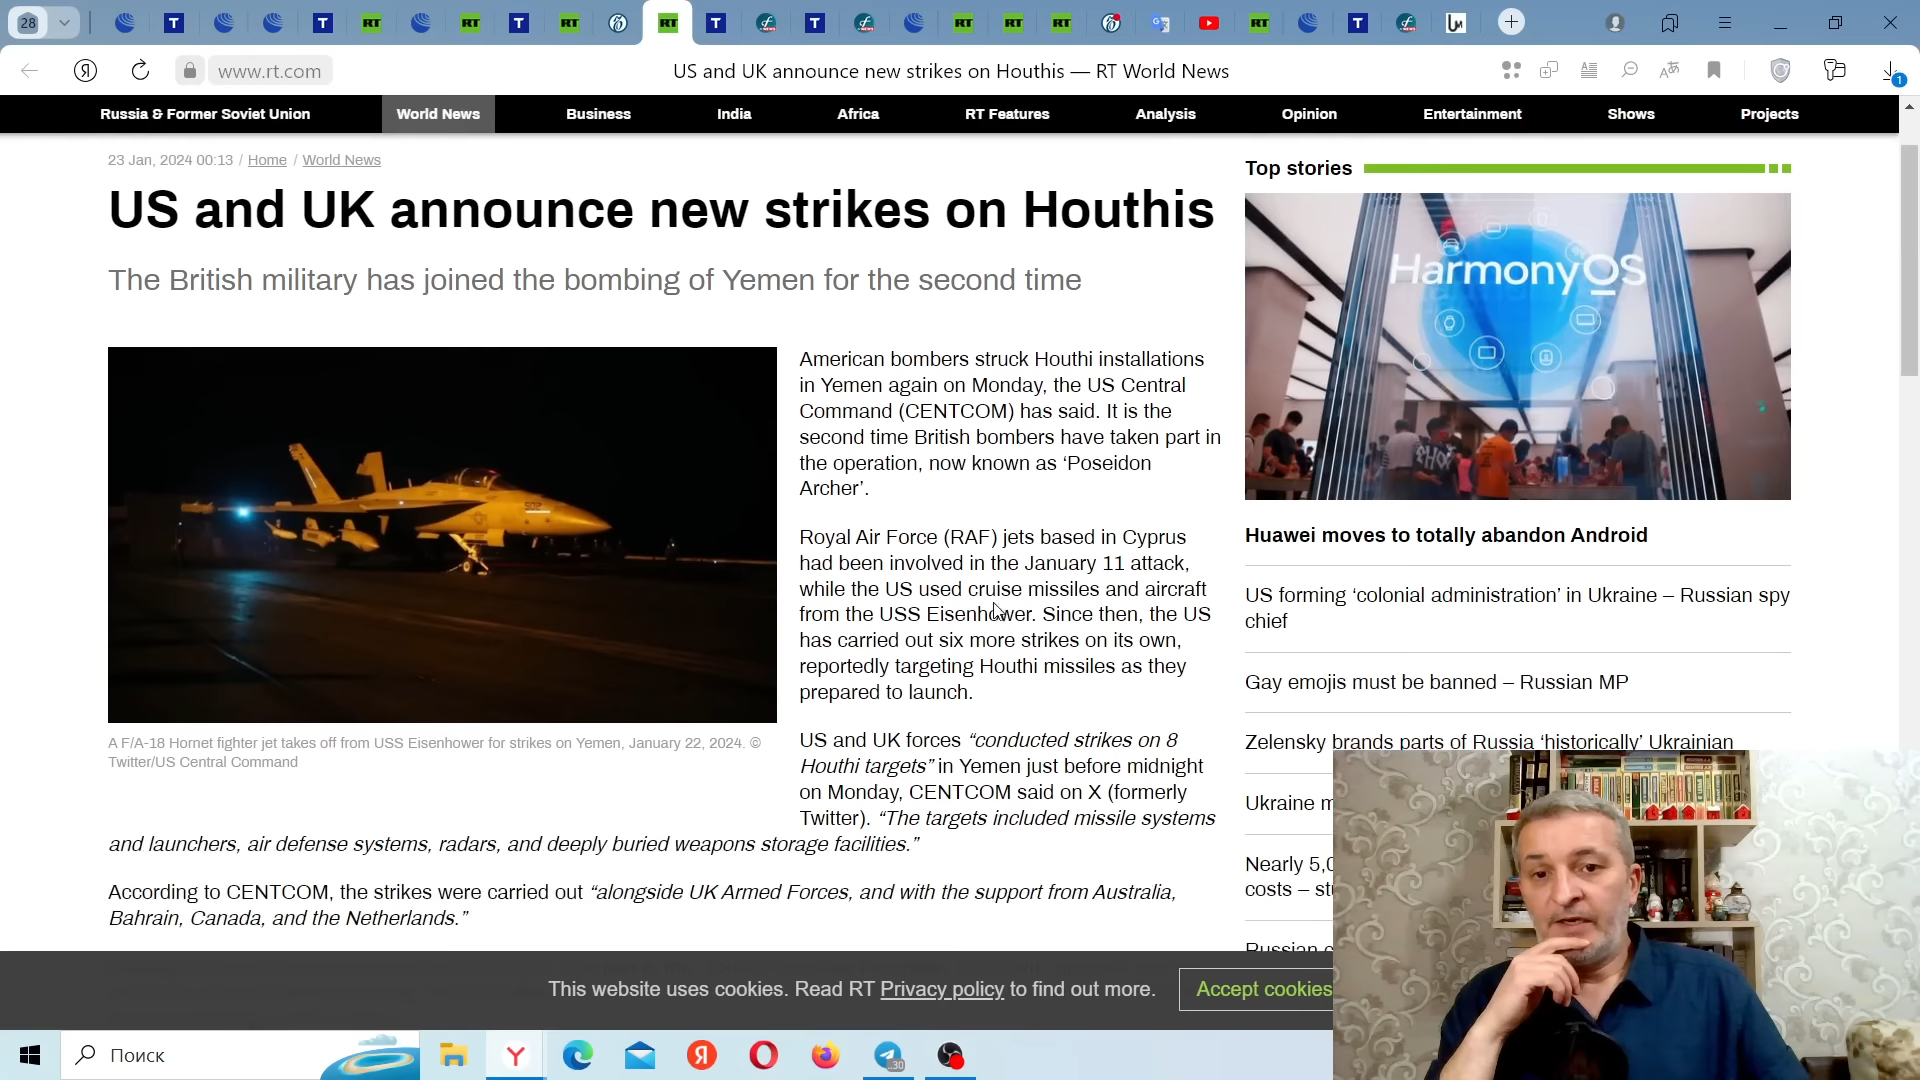 28
www.rt.com
US and UK announce new strikes on Houthis — RT World News
1
Russia & Former Soviet Union
World News
Business
India
Africa
RT Features
Analysis
Opinion
Entertainment
Shows
Projects
23 Jan, 2024 00:13 / Home / World News
US and UK announce new strikes on Houthis
The British military has joined the bombing of Yemen for the second time
A F/A-18 Hornet fighter jet takes off from USS Eisenhower for strikes on Yemen, January 22, 2024. ©
Twitter/US Central Command
American bombers struck Houthi installations
in Yemen again on Monday, the US Central
Command (CENTCOM) has said. It is the
second time British bombers have taken part in
the operation, now known as ‘Poseidon
Archer’.
Royal Air Force (RAF) jets based in Cyprus
had been involved in the January 11 attack,
while the US used cruise missiles and aircraft
from the USS Eisenhower. Since then, the US
has carried out six more strikes on its own,
reportedly targeting Houthi missiles as they
prepared to launch.
US and UK forces “conducted strikes on 8
Houthi targets” in Yemen just before midnight
on Monday, CENTCOM said on X (formerly
Twitter). “The targets included missile systems
and launchers, air defense systems, radars, and deeply buried weapons storage facilities.”
According to CENTCOM, the strikes were carried out “alongside UK Armed Forces, and with the support from Australia,
Bahrain, Canada, and the Netherlands.”
Top stories
HarmonyOS
Huawei moves to totally abandon Android
US forming ‘colonial administration’ in Ukraine – Russian spy
chief
Gay emojis must be banned – Russian MP
Zelensky brands parts of Russia ‘historically’ Ukrainian
Ukraine
Nearly 5,0
costs –
Russian
This website uses cookies. Read RT Privacy policy to find out more.
Accept cookies
Поиск